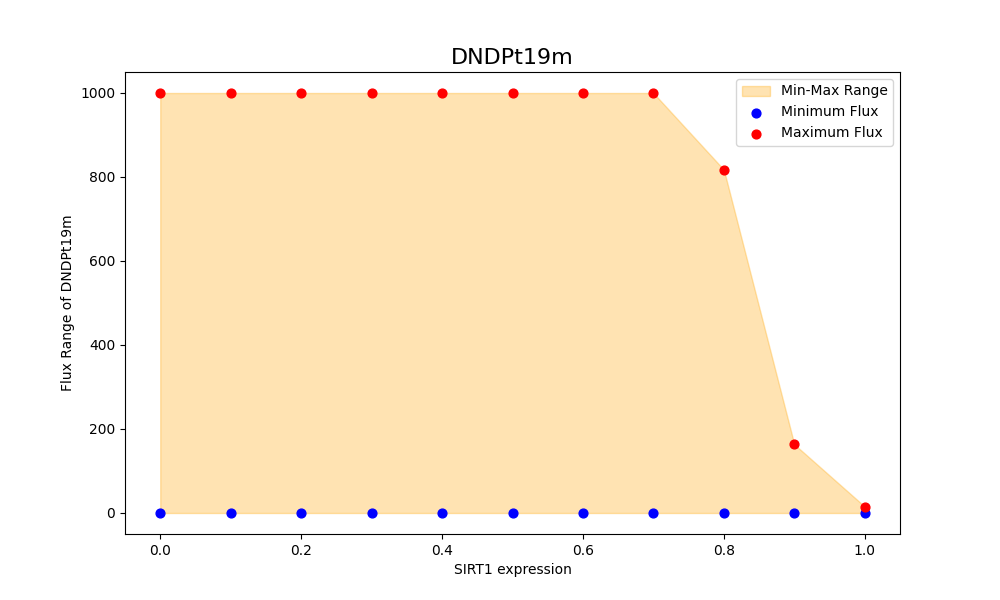 DNDPt19m
Min-Max Range
Minimum Flux
Maximum Flux
Flux Range of DNDPt19m
1000
800
600
400
200
0
0.0 0.2 0.4 0.6 0.8 1.0
SIRT1 expression